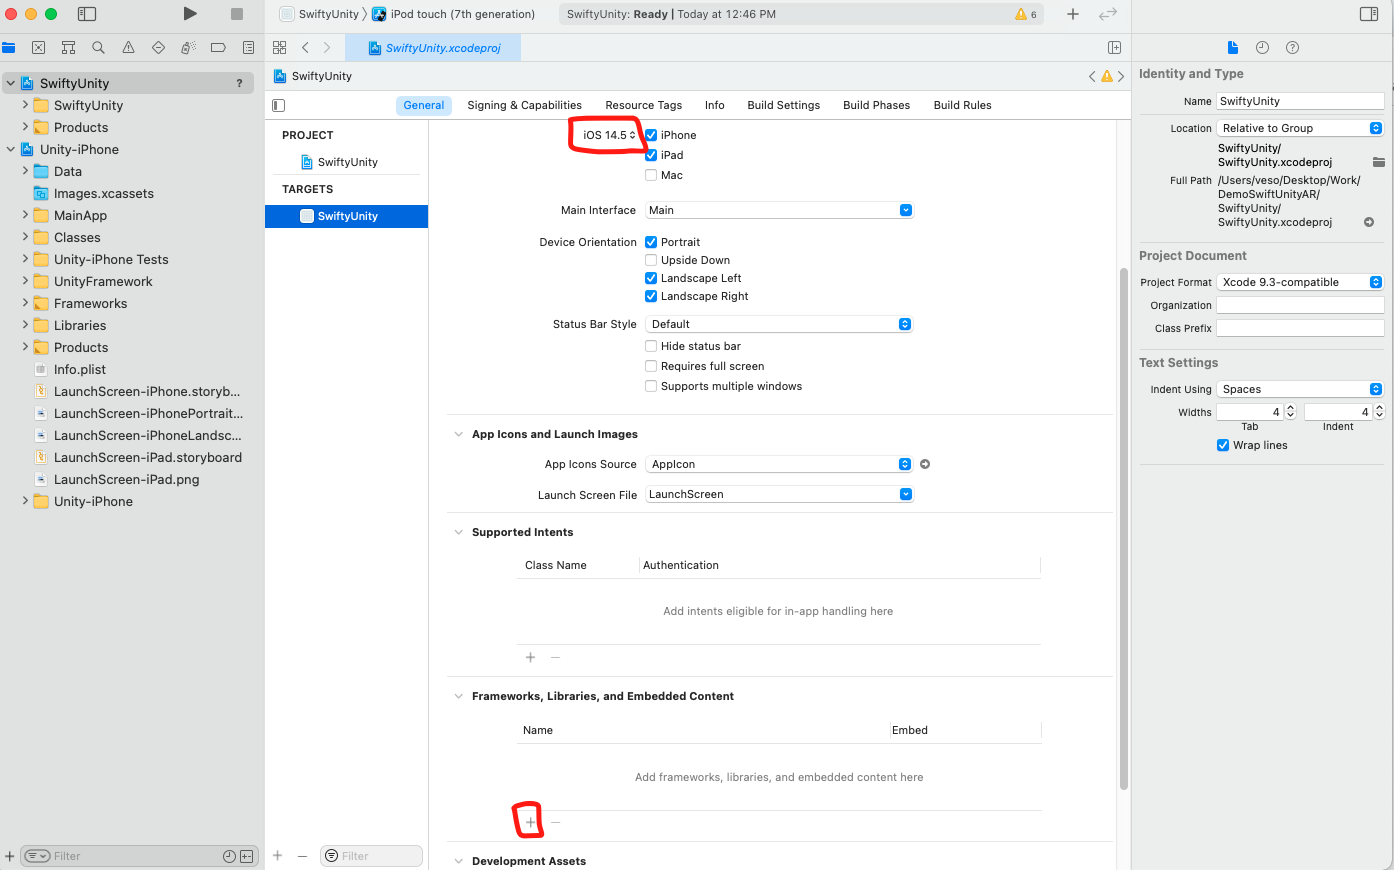 SwiftyUnity
iPod touch (7th generation)
SwiftyUnity: Ready | Today at 12:46 PM
6
SwiftyUnity.xcodeproj
SwiftyUnity ?
SwiftyUnity
Products
Unity-iPhone
Data
Images.xcassets
MainApp
Classes
Unity-iPhone Tests
UnityFramework
Frameworks
Libraries
Products
Info.plist
LaunchScreen-iPhone.storyb...
LaunchScreen-iPhonePortrait...
LaunchScreen-iPhoneLandsc...
LaunchScreen-iPad.storyboard
LaunchScreen-iPad.png
Unity-iPhone
Filter
SwiftyUnity
General Signing & Capabilities Resource Tags Info Build Settings Build Phases Build Rules
PROJECT
SwiftyUnity
TARGETS
SwiftyUnity
Filter
iOS 14.5 iPhone
iPad
Mac
Main Interface Main
Device Orientation Portrait
Upside Down
Landscape Left
Landscape Right
Status Bar Style Default
Hide status bar
Requires full screen
Supports multiple windows
App Icons and Launch Images
App Icons Source AppIcon
Launch Screen File LaunchScreen
Supported Intents
Class Name Authentication
Add intents eligible for in-app handling here
Frameworks, Libraries, and Embedded Content
Name Embed
Add frameworks, libraries, and embedded content here
Development Assets
Identity and Type
Name SwiftyUnity
Location Relative to Group
SwiftyUnity/
SwiftyUnity.xcodeproj
Full Path /Users/veso/Desktop/Work/
DemoSwiftUnityAR/
SwiftyUnity/
SwiftyUnity.xcodeproj
Project Document
Project Format Xcode 9.3-compatible
Organization
Class Prefix
Text Settings
Indent Using Spaces
Widths 4 4
Tab Indent
Wrap lines